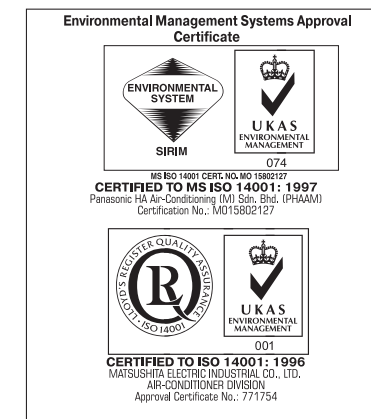 Environmental Management Systems Approval
Certificate
ENVIRONMENTAL
SYSTEM
SIRIM
UKAS
ENVIRONMENTAL
MANAGEMENT
074
MS ISO 14001 CERT. NO. MO 15802127
CERTIFIED TO MS ISO 14001: 1997
Panasonic HA Air-Conditioning (M) Sdn. Bhd. (PHAAM)
Certification No.: MO15802127
LLOYD'S REGISTER QUALITY ASSURANCE
· ISO 14001 ·
LRQ
UKAS
ENVIRONMENTAL
MANAGEMENT
001
CERTIFIED TO ISO 14001: 1996
MATSUSHITA ELECTRIC INDUSTRIAL CO., LTD.
AIR-CONDITIONER DIVISION
Approval Certificate No.: 771754